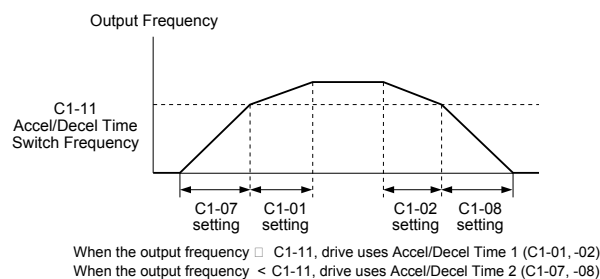 Output Frequency
C1-11
Accel/Decel Time
Switch Frequency
C1-07
setting
C1-01
setting
C1-02
setting
C1-08
setting
When the output frequency □ C1-11, drive uses Accel/Decel Time 1 (C1-01, -02)
When the output frequency < C1-11, drive uses Accel/Decel Time 2 (C1-07, -08)